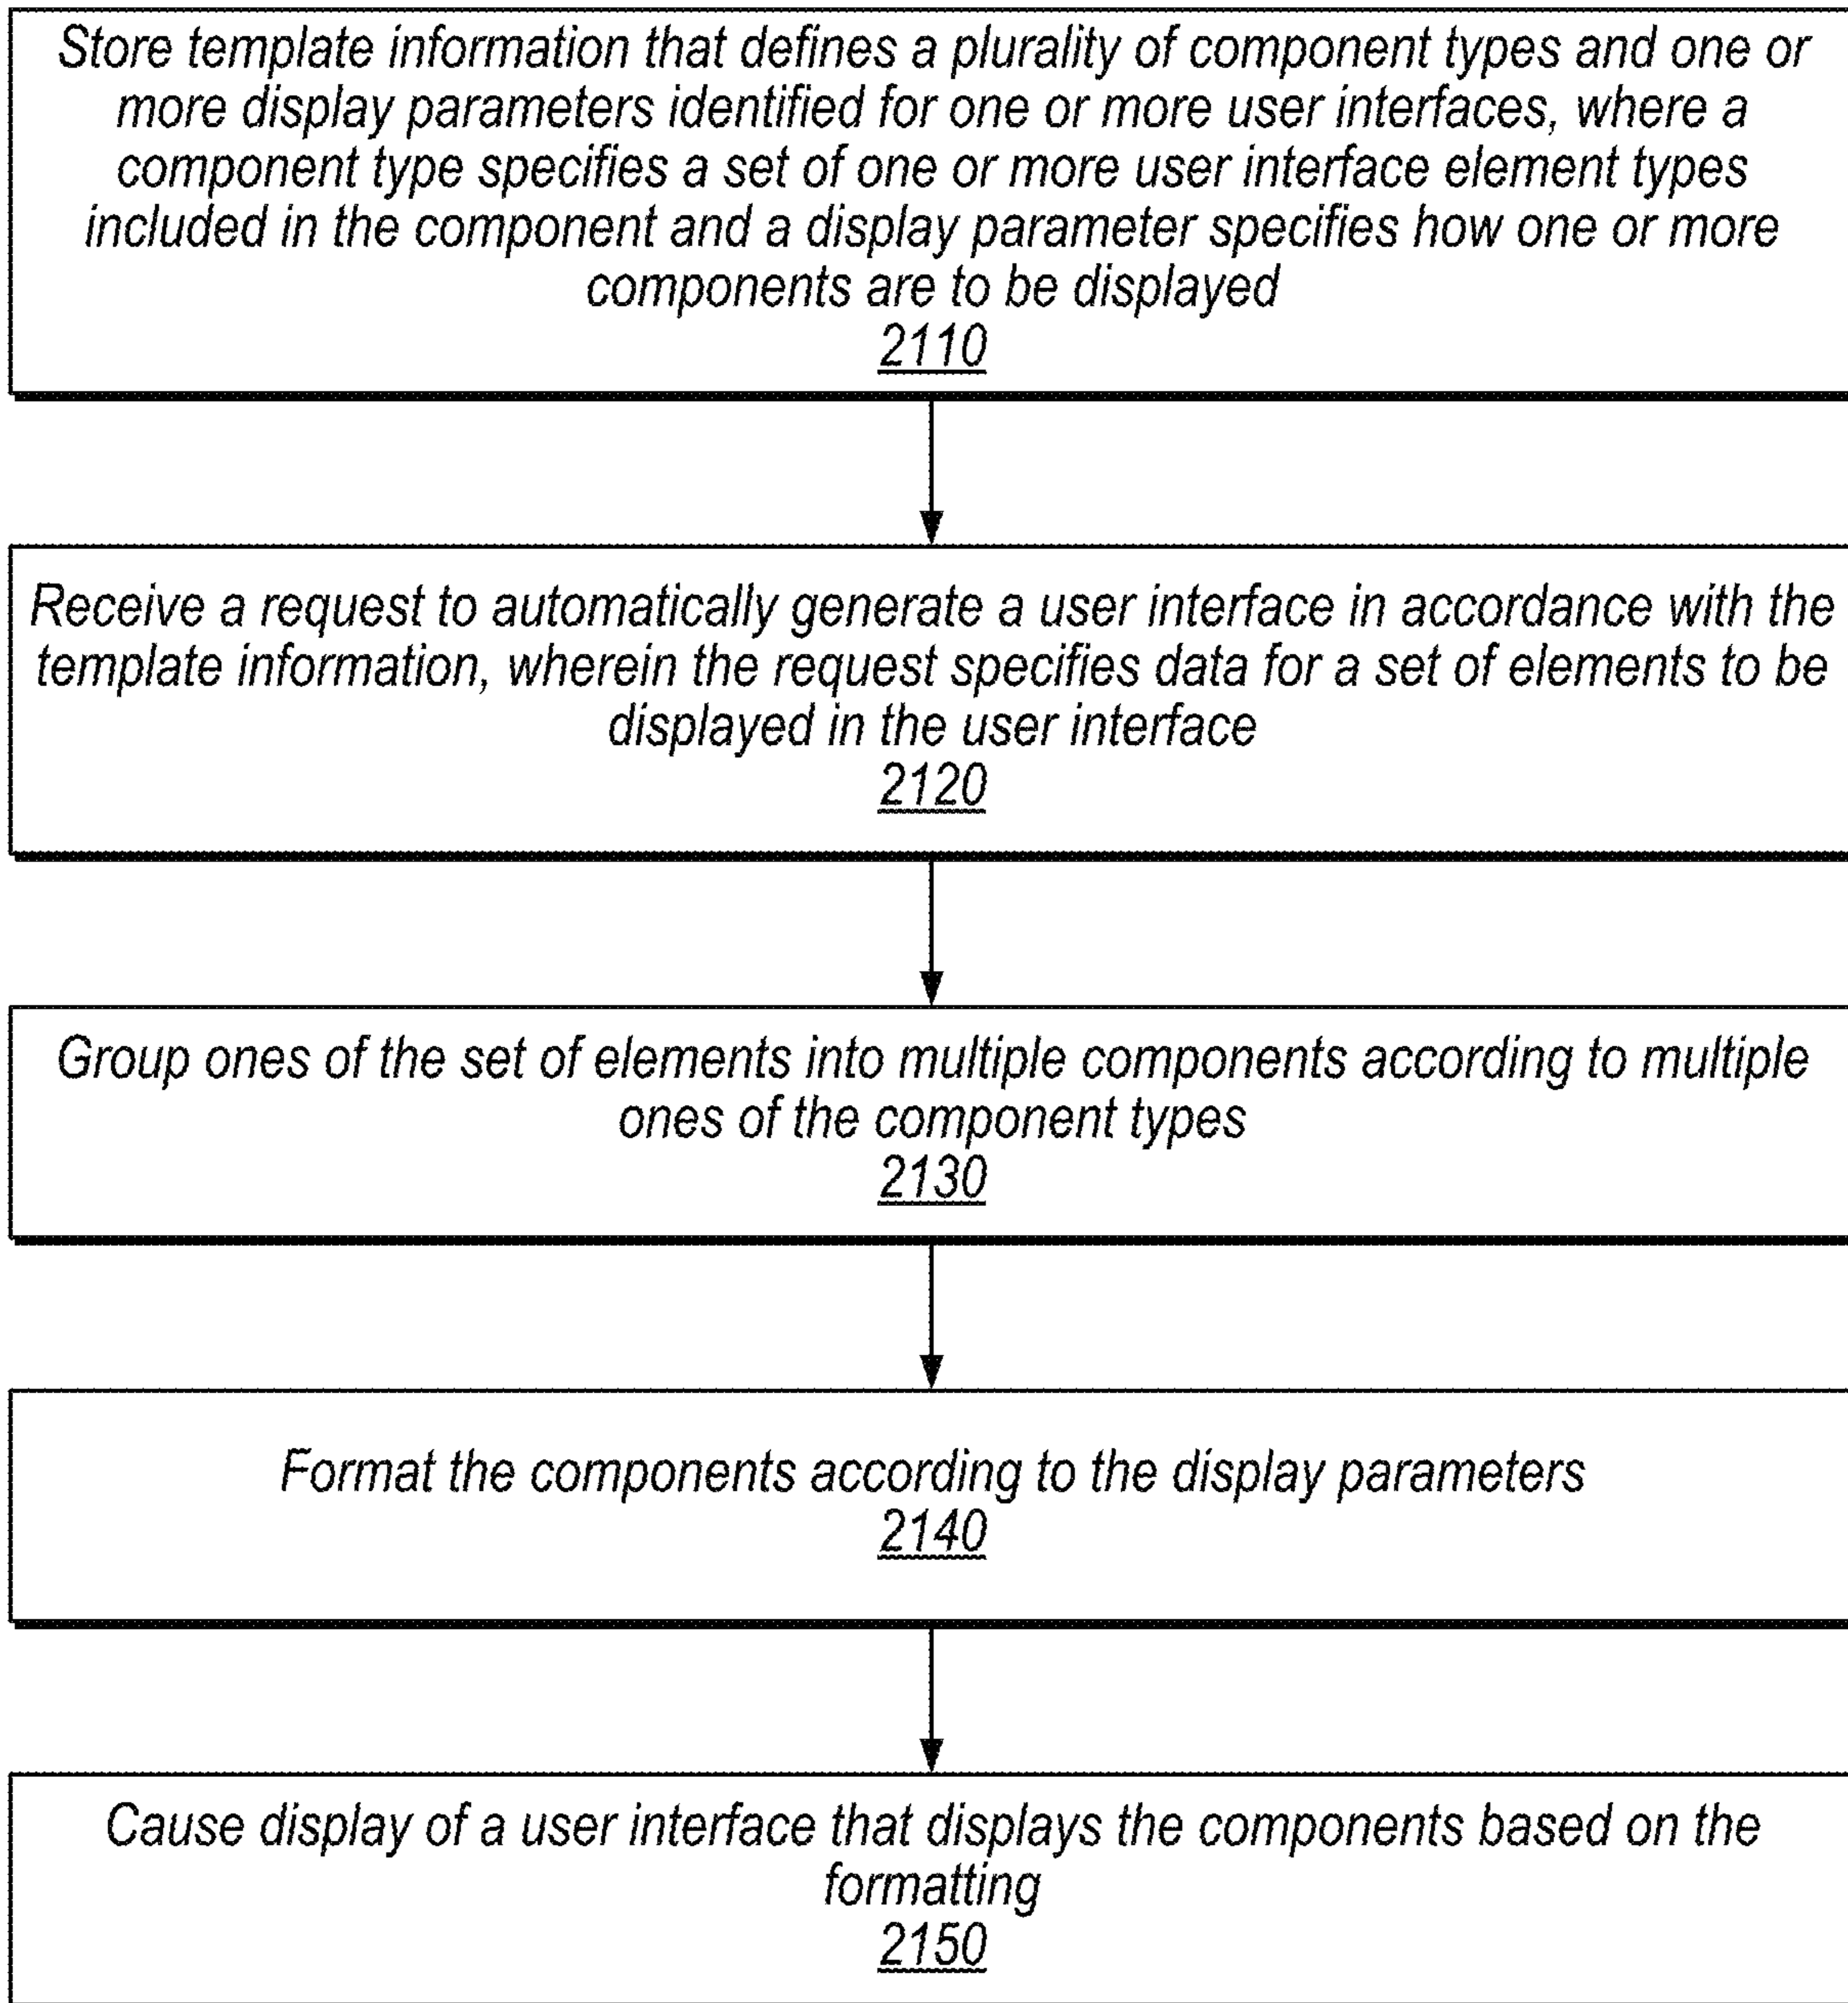 Store template information that defines a plurality of component types and one or
more display parameters identified for one or more user interfaces, where a
component type specifies a set of one or more user interface element types
included in the component and a display parameter specifies how one or more
components are to be displayed
2110
Receive a request to automatically generate a user interface in accordance with the
template information, wherein the request specifies data for a set of elements to be
displayed in the user interface
2120
Group ones of the set of elements into multiple components according to multiple
ones of the component types
2130
Format the components according to the display parameters
2140
Cause display of a user interface that displays the components based on the
formatting
2150